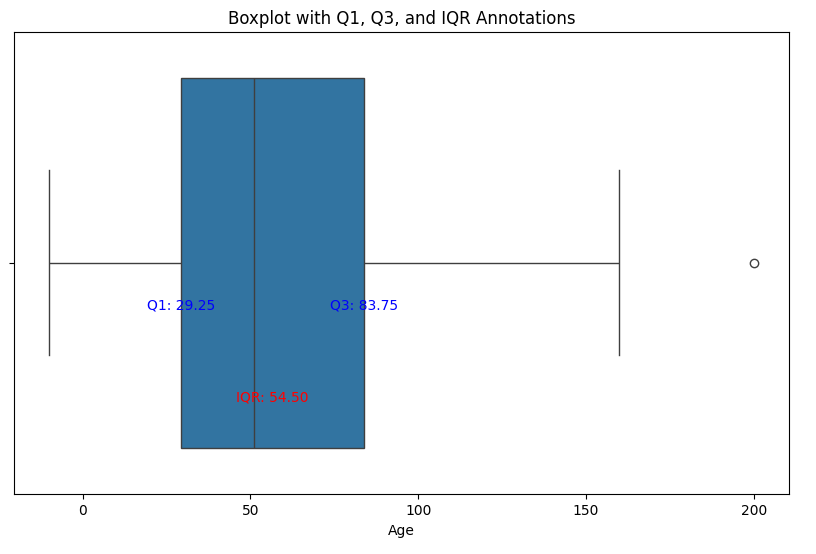 Boxplot with Q1, Q3, and IQR Annotations
Q1: 29.25
Q3: 83.75
IQR: 54.50
0
50
100
150
200
Age